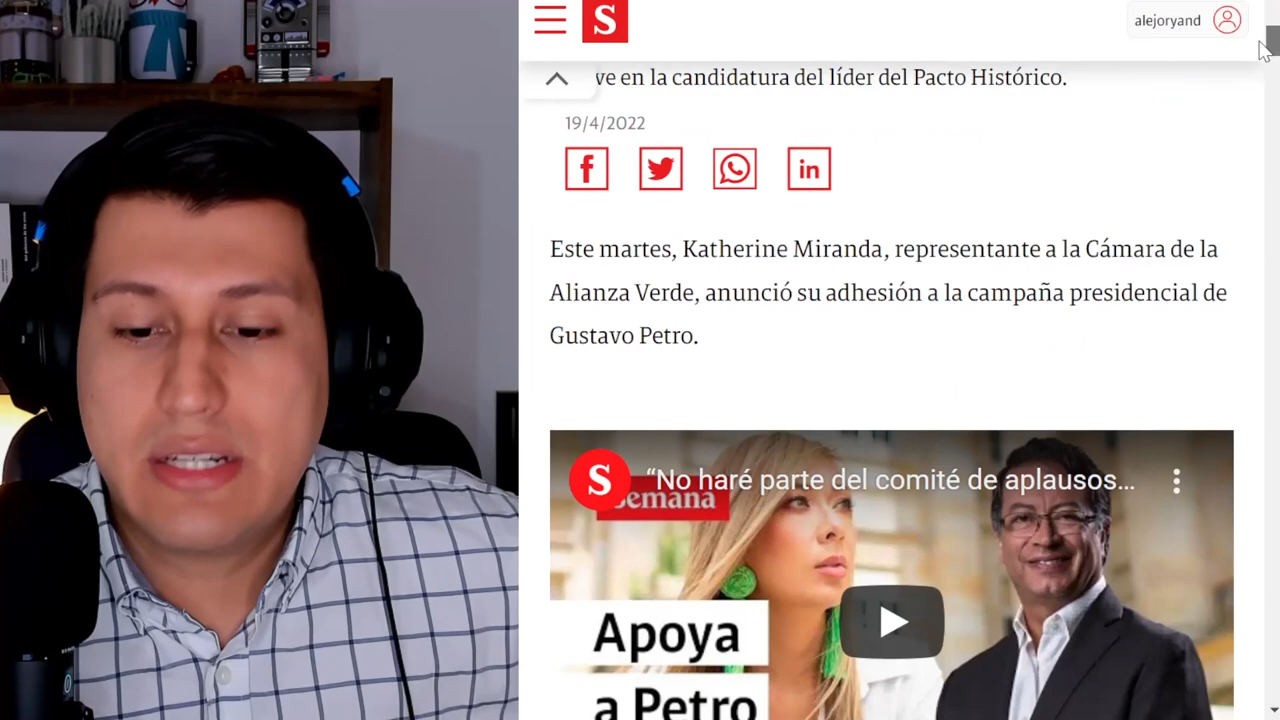 S
alejoryand
ve en la candidatura del líder del Pacto Histórico.
19/4/2022
Este martes, Katherine Miranda, representante a la Cámara de la
Alianza Verde, anunció su adhesión a la campaña presidencial de
Gustavo Petro.
S “No haré parte del comité de aplausos...
Semana
Apoya
a Petro